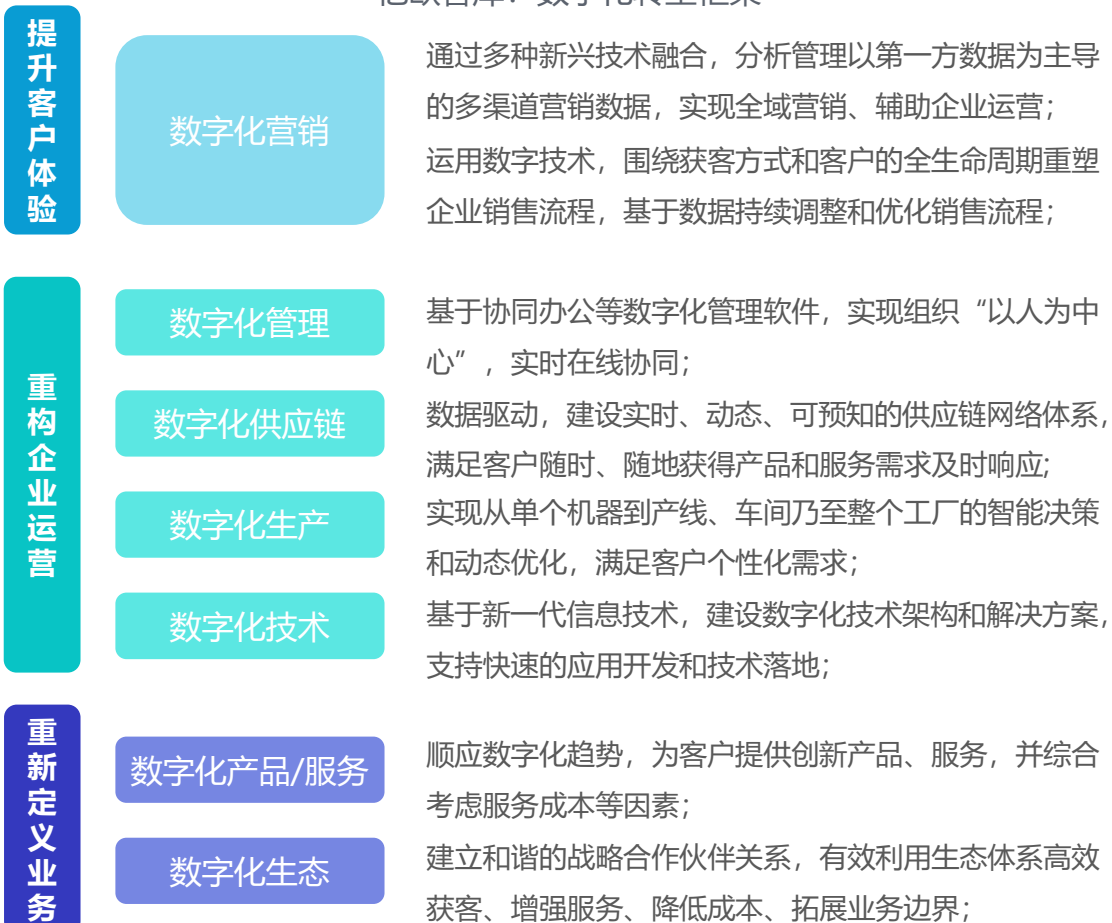 亿欧智库：数字化转型框架
提升客户体验
数字化营销
通过多种新兴技术融合，分析管理以第一方数据为主导
的多渠道营销数据，实现全域营销、辅助企业运营；
运用数字技术，围绕获客方式和客户的全生命周期重塑
企业销售流程，基于数据持续调整和优化销售流程；
重构企业运营
数字化管理
基于协同办公等数字化管理软件，实现组织“以人为中
心”，实时在线协同；
数字化供应链
数据驱动，建设实时、动态、可预知的供应链网络体系，
满足客户随时、随地获得产品和服务需求及时响应;
数字化生产
实现从单个机器到产线、车间乃至整个工厂的智能决策
和动态优化，满足客户个性化需求；
数字化技术
基于新一代信息技术，建设数字化技术架构和解决方案，
支持快速的应用开发和技术落地；
重新定义业务
数字化产品/服务
顺应数字化趋势，为客户提供创新产品、服务，并综合
考虑服务成本等因素；
数字化生态
建立和谐的战略合作伙伴关系，有效利用生态体系高效
获客、增强服务、降低成本、拓展业务边界；